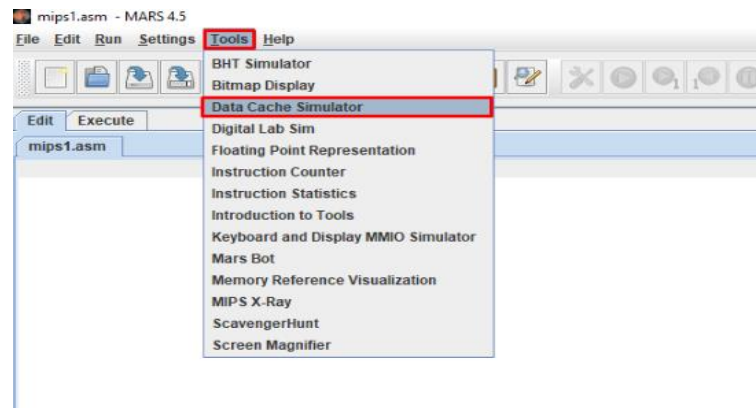 mips1.asm - MARS 4.5
File Edit Run Settings Tools Help
BHT Simulator
Bitmap Display
Data Cache Simulator
Edit Execute
Digital Lab Sim
mips1.asm
Floating Point Representation
Instruction Counter
Instruction Statistics
Introduction to Tools
Keyboard and Display MMIO Simulator
Mars Bot
Memory Reference Visualization
MIPS X-Ray
ScavengerHunt
Screen Magnifier